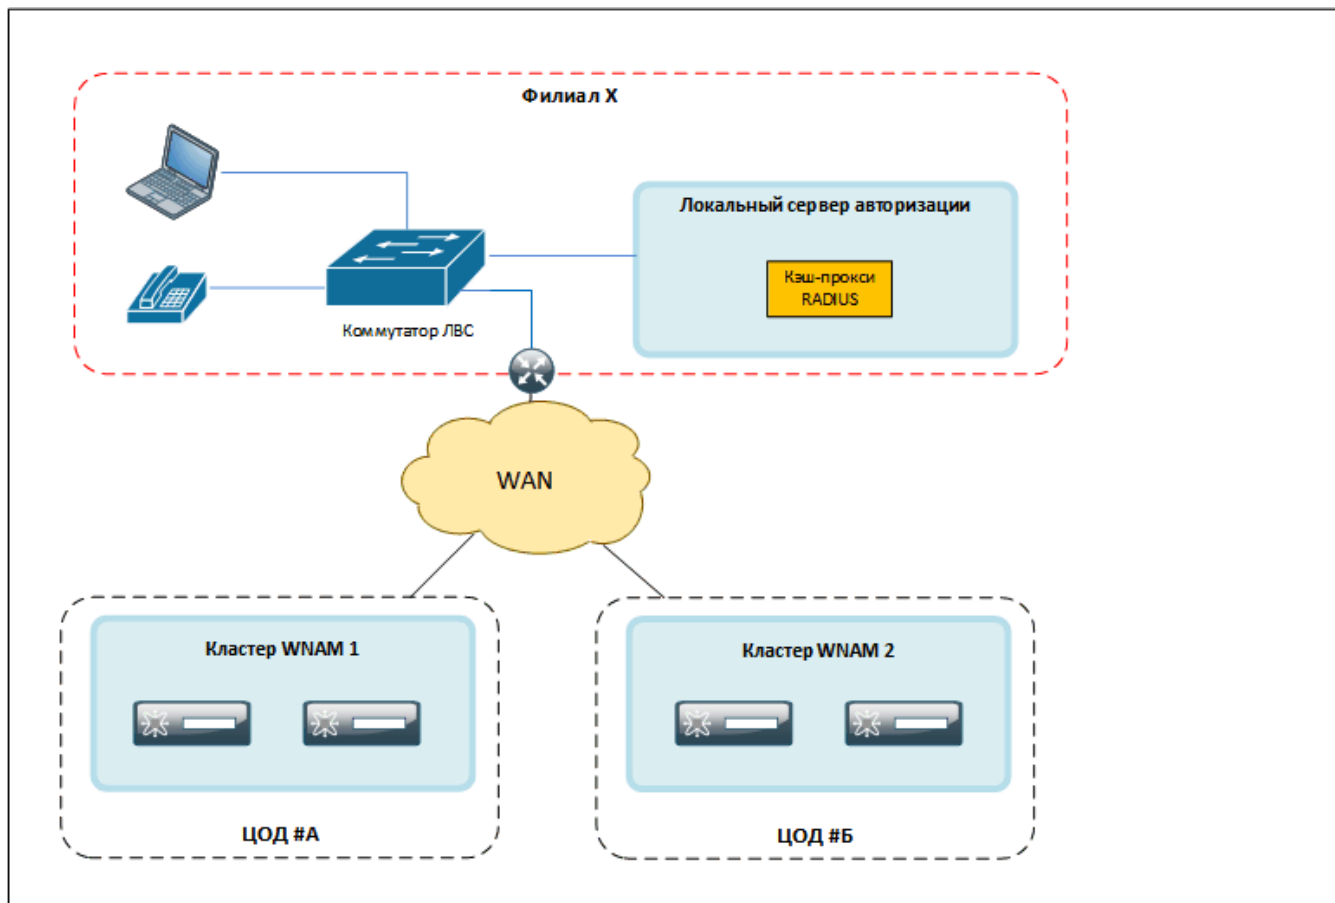 Филиал X
Локальный сервер авторизации
Кэш-прокси
RADIUS
Коммутатор ЛВС
WAN
Кластер WNAM 1
Кластер WNAM 2
ЦОД #А
ЦОД #Б